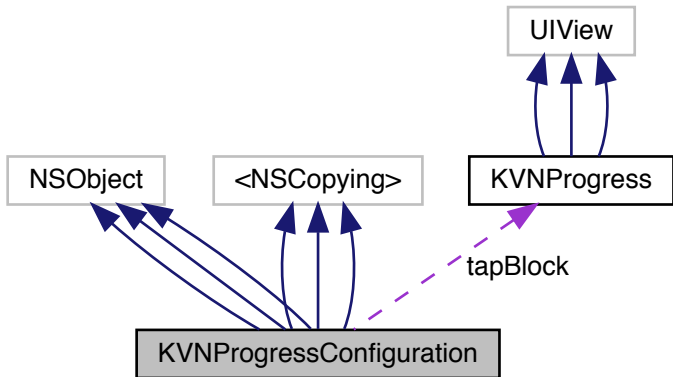 UIView
NSObject
<NSCopying>
KVNProgress
tapBlock
KVNProgressConfiguration